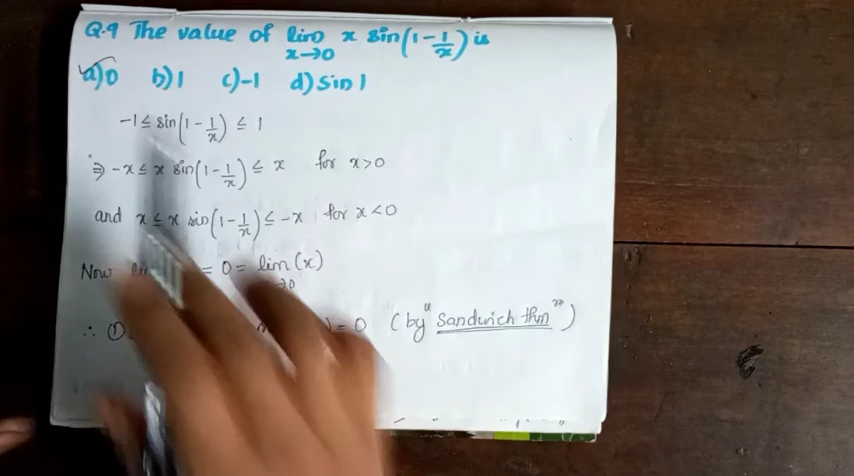 Q.9 The value of lim x→0 x sin(1-1/x) is
a) 0 b) 1 c) -1 d) sin 1
-1 ≤ sin(1-1/x) ≤ 1
⇒ -x ≤ x sin(1-1/x) ≤ x for x>0
and x ≤ x sin(1-1/x) ≤ -x for x<0
Now = 0 = lim (x)
∴ = 0 (by "Sandwich thm")